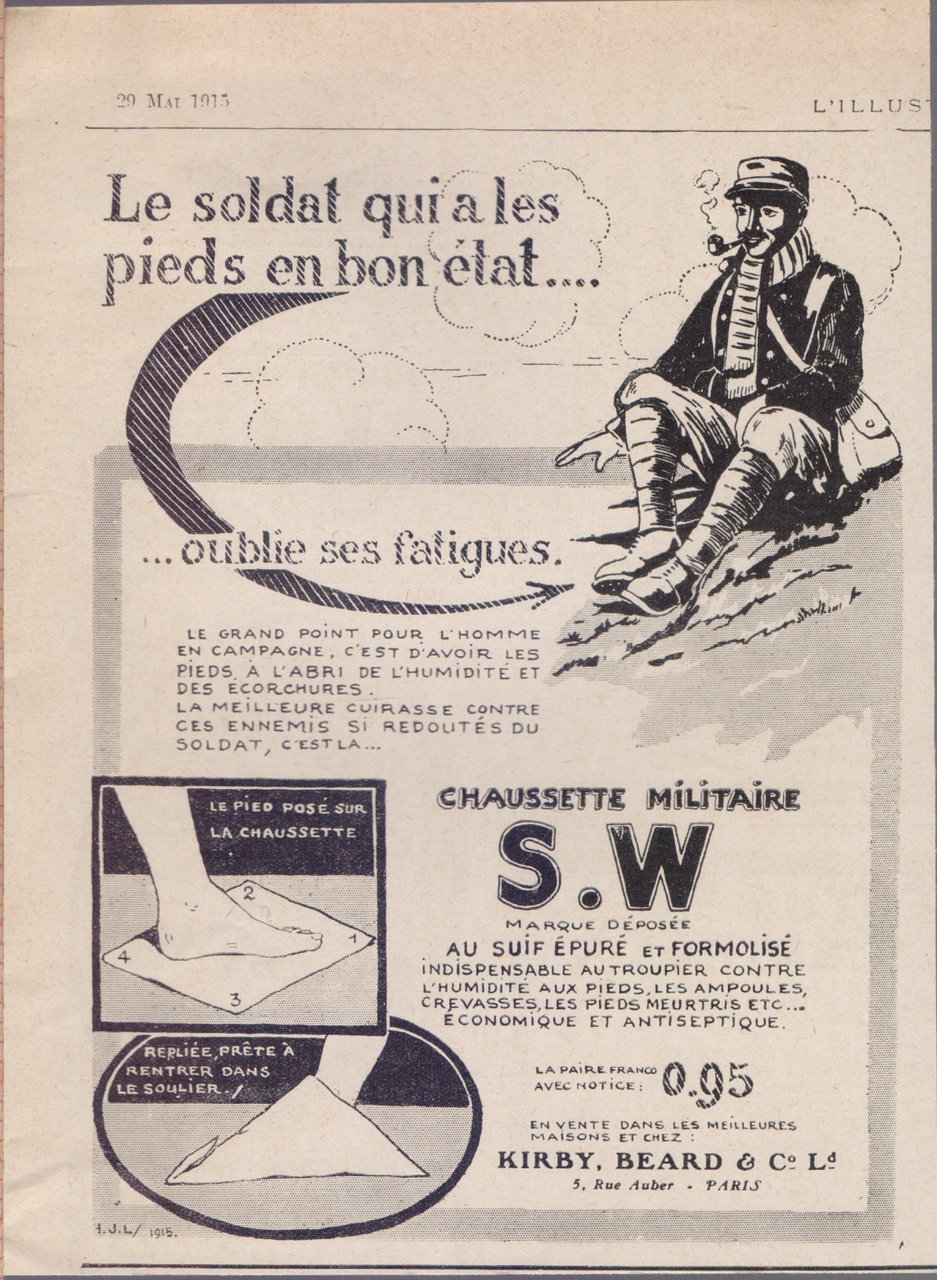 29 Mai 1915
L'ILLUST
Le soldat qui a les
pieds en bon état....
...oublie ses fatigues.
LE GRAND POINT POUR L'HOMME
EN CAMPAGNE, C'EST D'AVOIR LES
PIEDS À L'ABRI DE L'HUMIDITÉ ET
DES ÉCORCHURES.
LA MEILLEURE CUIRASSE CONTRE
CES ENNEMIS SI REDOUTÉS DU
SOLDAT, C'EST LA...
LE PIED POSÉ SUR
LA CHAUSSETTE
2
1
4
3
REPLIÉE, PRÊTE À
RENTRER DANS
LE SOULIER./
CHAUSSETTE MILITAIRE
S.W
MARQUE DÉPOSÉE
AU SUIF ÉPURÉ ET FORMOLISÉ
INDISPENSABLE AU TROUPIER CONTRE
L'HUMIDITÉ AUX PIEDS, LES AMPOULES,
CREVASSES, LES PIEDS MEURTRIS ETC...
ÉCONOMIQUE ET ANTISEPTIQUE.
LA PAIRE FRANCO
AVEC NOTICE: 0.95
EN VENTE DANS LES MEILLEURES
MAISONS ET CHEZ :
KIRBY, BEARD & Cº Lᵈ
5, Rue Auber - PARIS
H.J.L/ 1915.